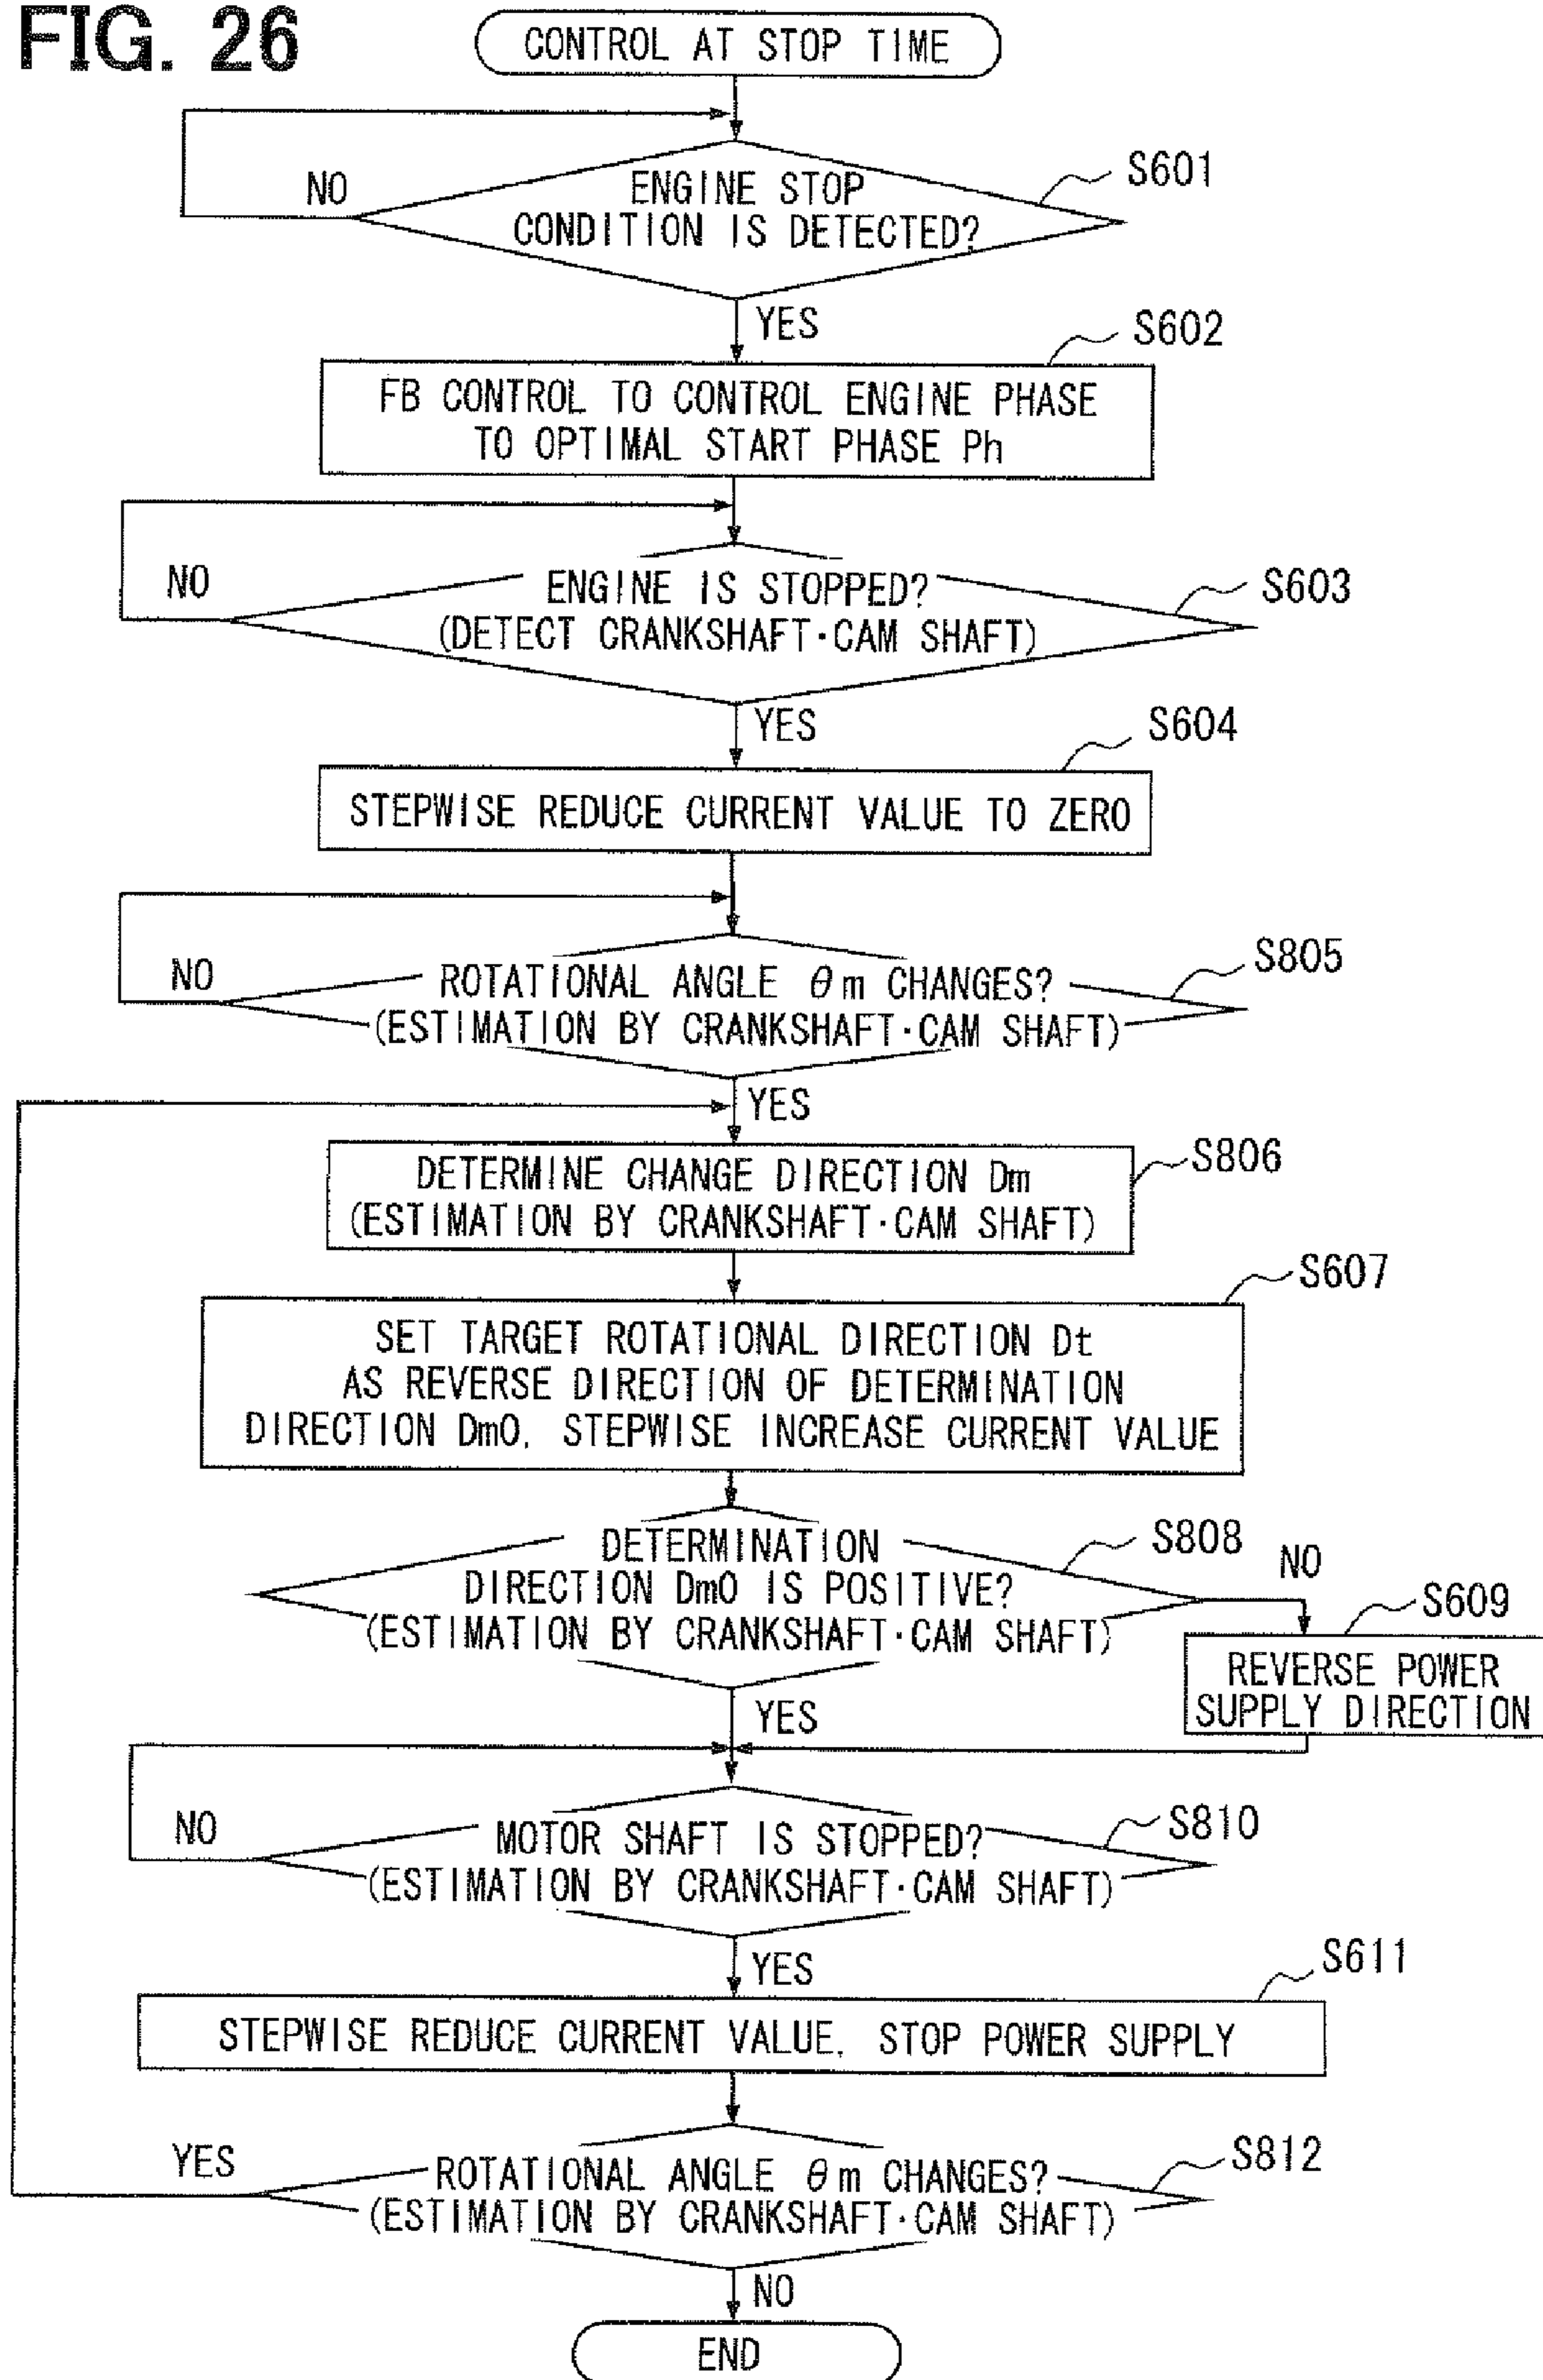 FIG. 26
CONTROL AT STOP TIME
NO
ENGINE STOP
CONDITION IS DETECTED?
S601
YES
S602
FB CONTROL TO CONTROL ENGINE PHASE
TO OPTIMAL START PHASE Ph
NO
ENGINE IS STOPPED?
(DETECT CRANKSHAFT·CAM SHAFT)
S603
YES
S604
STEPWISE REDUCE CURRENT VALUE TO ZERO
NO
ROTATIONAL ANGLE θm CHANGES?
(ESTIMATION BY CRANKSHAFT·CAM SHAFT)
S805
YES
S806
DETERMINE CHANGE DIRECTION Dm
(ESTIMATION BY CRANKSHAFT·CAM SHAFT)
S607
SET TARGET ROTATIONAL DIRECTION Dt
AS REVERSE DIRECTION OF DETERMINATION
DIRECTION Dm0, STEPWISE INCREASE CURRENT VALUE
DETERMINATION
DIRECTION Dm0 IS POSITIVE?
(ESTIMATION BY CRANKSHAFT·CAM SHAFT)
S808
NO
S609
REVERSE POWER
SUPPLY DIRECTION
YES
NO
MOTOR SHAFT IS STOPPED?
(ESTIMATION BY CRANKSHAFT·CAM SHAFT)
S810
YES
S611
STEPWISE REDUCE CURRENT VALUE, STOP POWER SUPPLY
YES
ROTATIONAL ANGLE θm CHANGES?
(ESTIMATION BY CRANKSHAFT·CAM SHAFT)
S812
NO
END